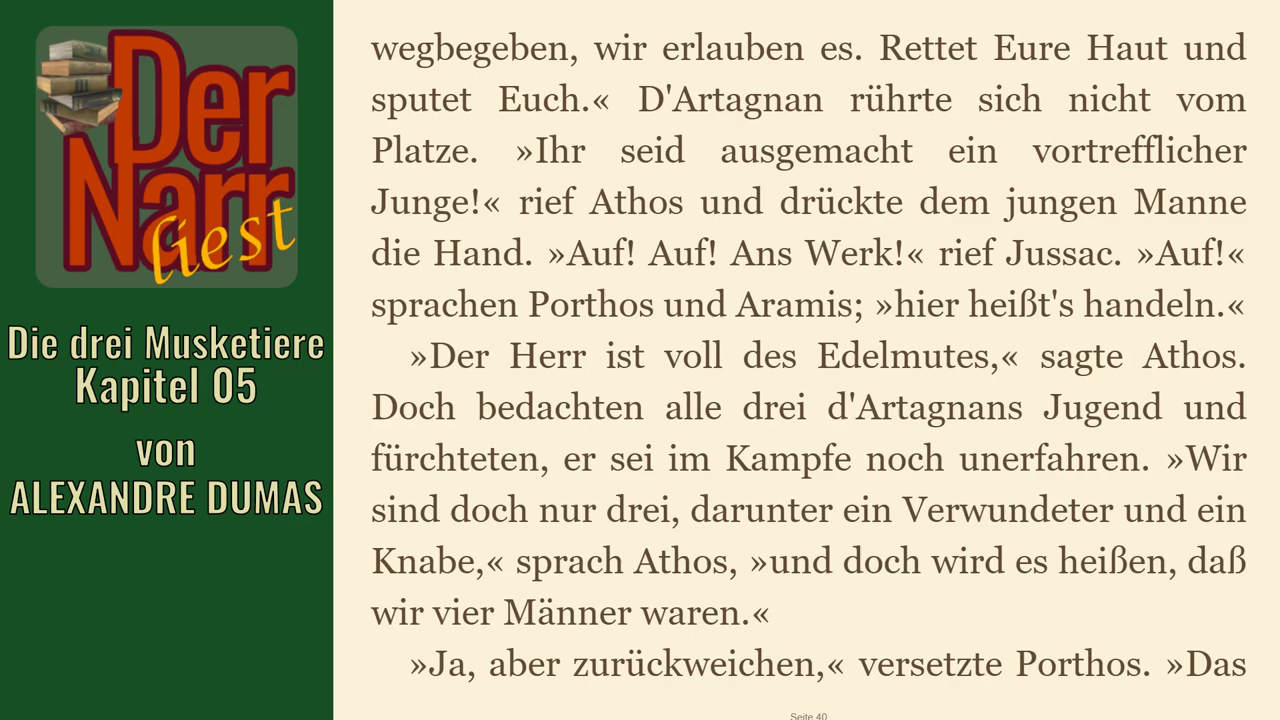 Der
Narr
liest
Die drei Musketiere
Kapitel 05
von
ALEXANDRE DUMAS
wegbegeben, wir erlauben es. Rettet Eure Haut und
sputet Euch.« D'Artagnan rührte sich nicht vom
Platze. »Ihr seid ausgemacht ein vortrefflicher
Junge!« rief Athos und drückte dem jungen Manne
die Hand. »Auf! Auf! Ans Werk!« rief Jussac. »Auf!«
sprachen Porthos und Aramis; »hier heißt's handeln.«
»Der Herr ist voll des Edelmutes,« sagte Athos.
Doch bedachten alle drei d'Artagnans Jugend und
fürchteten, er sei im Kampfe noch unerfahren. »Wir
sind doch nur drei, darunter ein Verwundeter und ein
Knabe,« sprach Athos, »und doch wird es heißen, daß
wir vier Männer waren.«
»Ja, aber zurückweichen,« versetzte Porthos. »Das
Seite 40